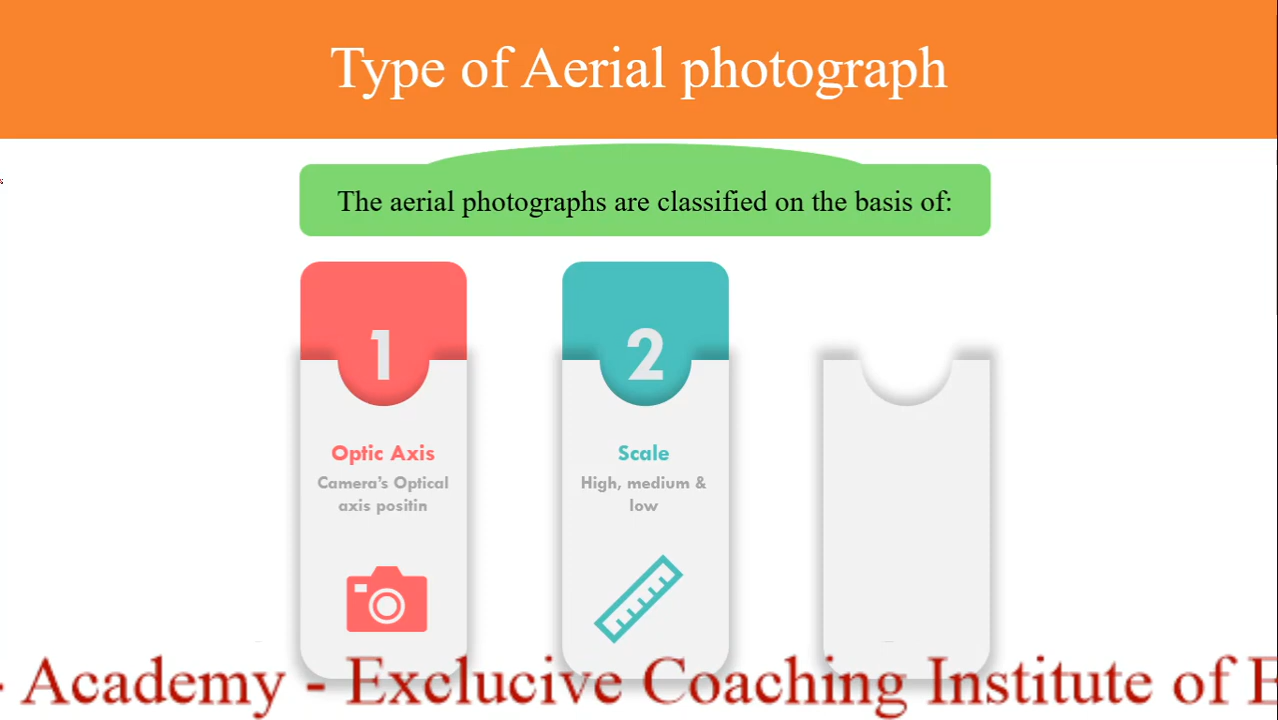 Type of Aerial photograph
The aerial photographs are classified on the basis of:
1
2
Optic Axis
Camera's Optical
axis positin
Scale
High, medium &
low
- Academy - Exclucive Coaching Institute of E